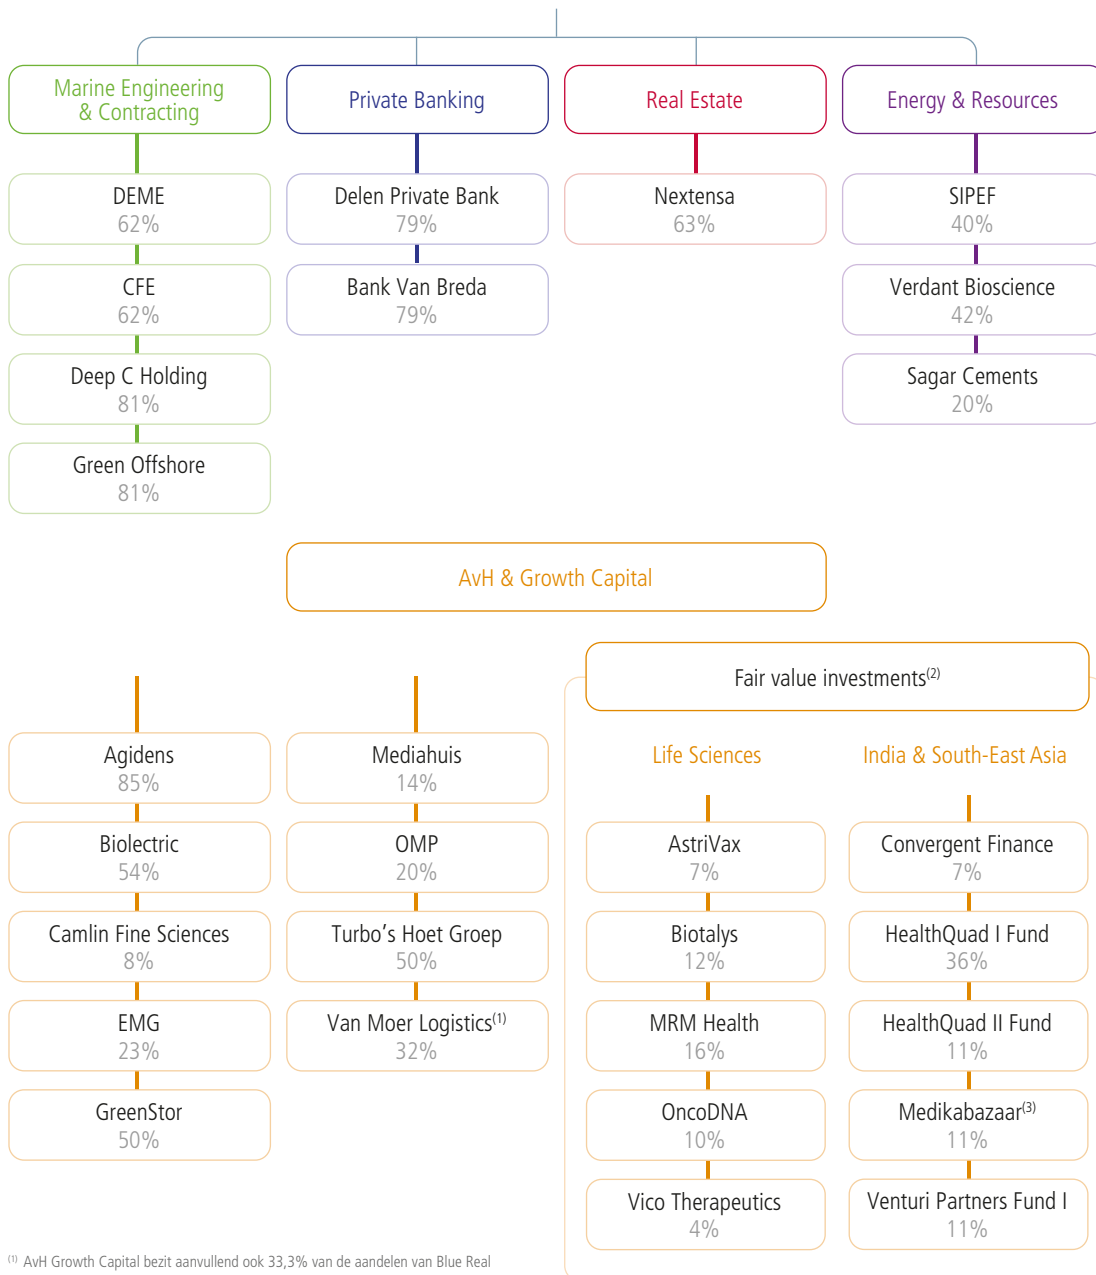 Marine Engineering
& Contracting
DEME
62%
CFE
62%
Deep C Holding
81%
Green Offshore
81%
Private Banking
Delen Private Bank
79%
Bank Van Breda
79%
Real Estate
Nextensa
63%
Energy & Resources
SIPEF
40%
Verdant Bioscience
42%
Sagar Cements
20%
AvH & Growth Capital
Agidens
85%
Biolectric
54%
Camlin Fine Sciences
8%
EMG
23%
GreenStor
50%
Mediahuis
14%
OMP
20%
Turbo’s Hoet Groep
50%
Van Moer Logistics(1)
32%
Fair value investments(2)
Life Sciences
AstriVax
7%
Biotalys
12%
MRM Health
16%
OncoDNA
10%
Vico Therapeutics
4%
India & South-East Asia
Convergent Finance
7%
HealthQuad I Fund
36%
HealthQuad II Fund
11%
Medikabazaar(3)
11%
Venturi Partners Fund I
11%
(1) AvH Growth Capital bezit aanvullend ook 33,3% van de aandelen van Blue Real